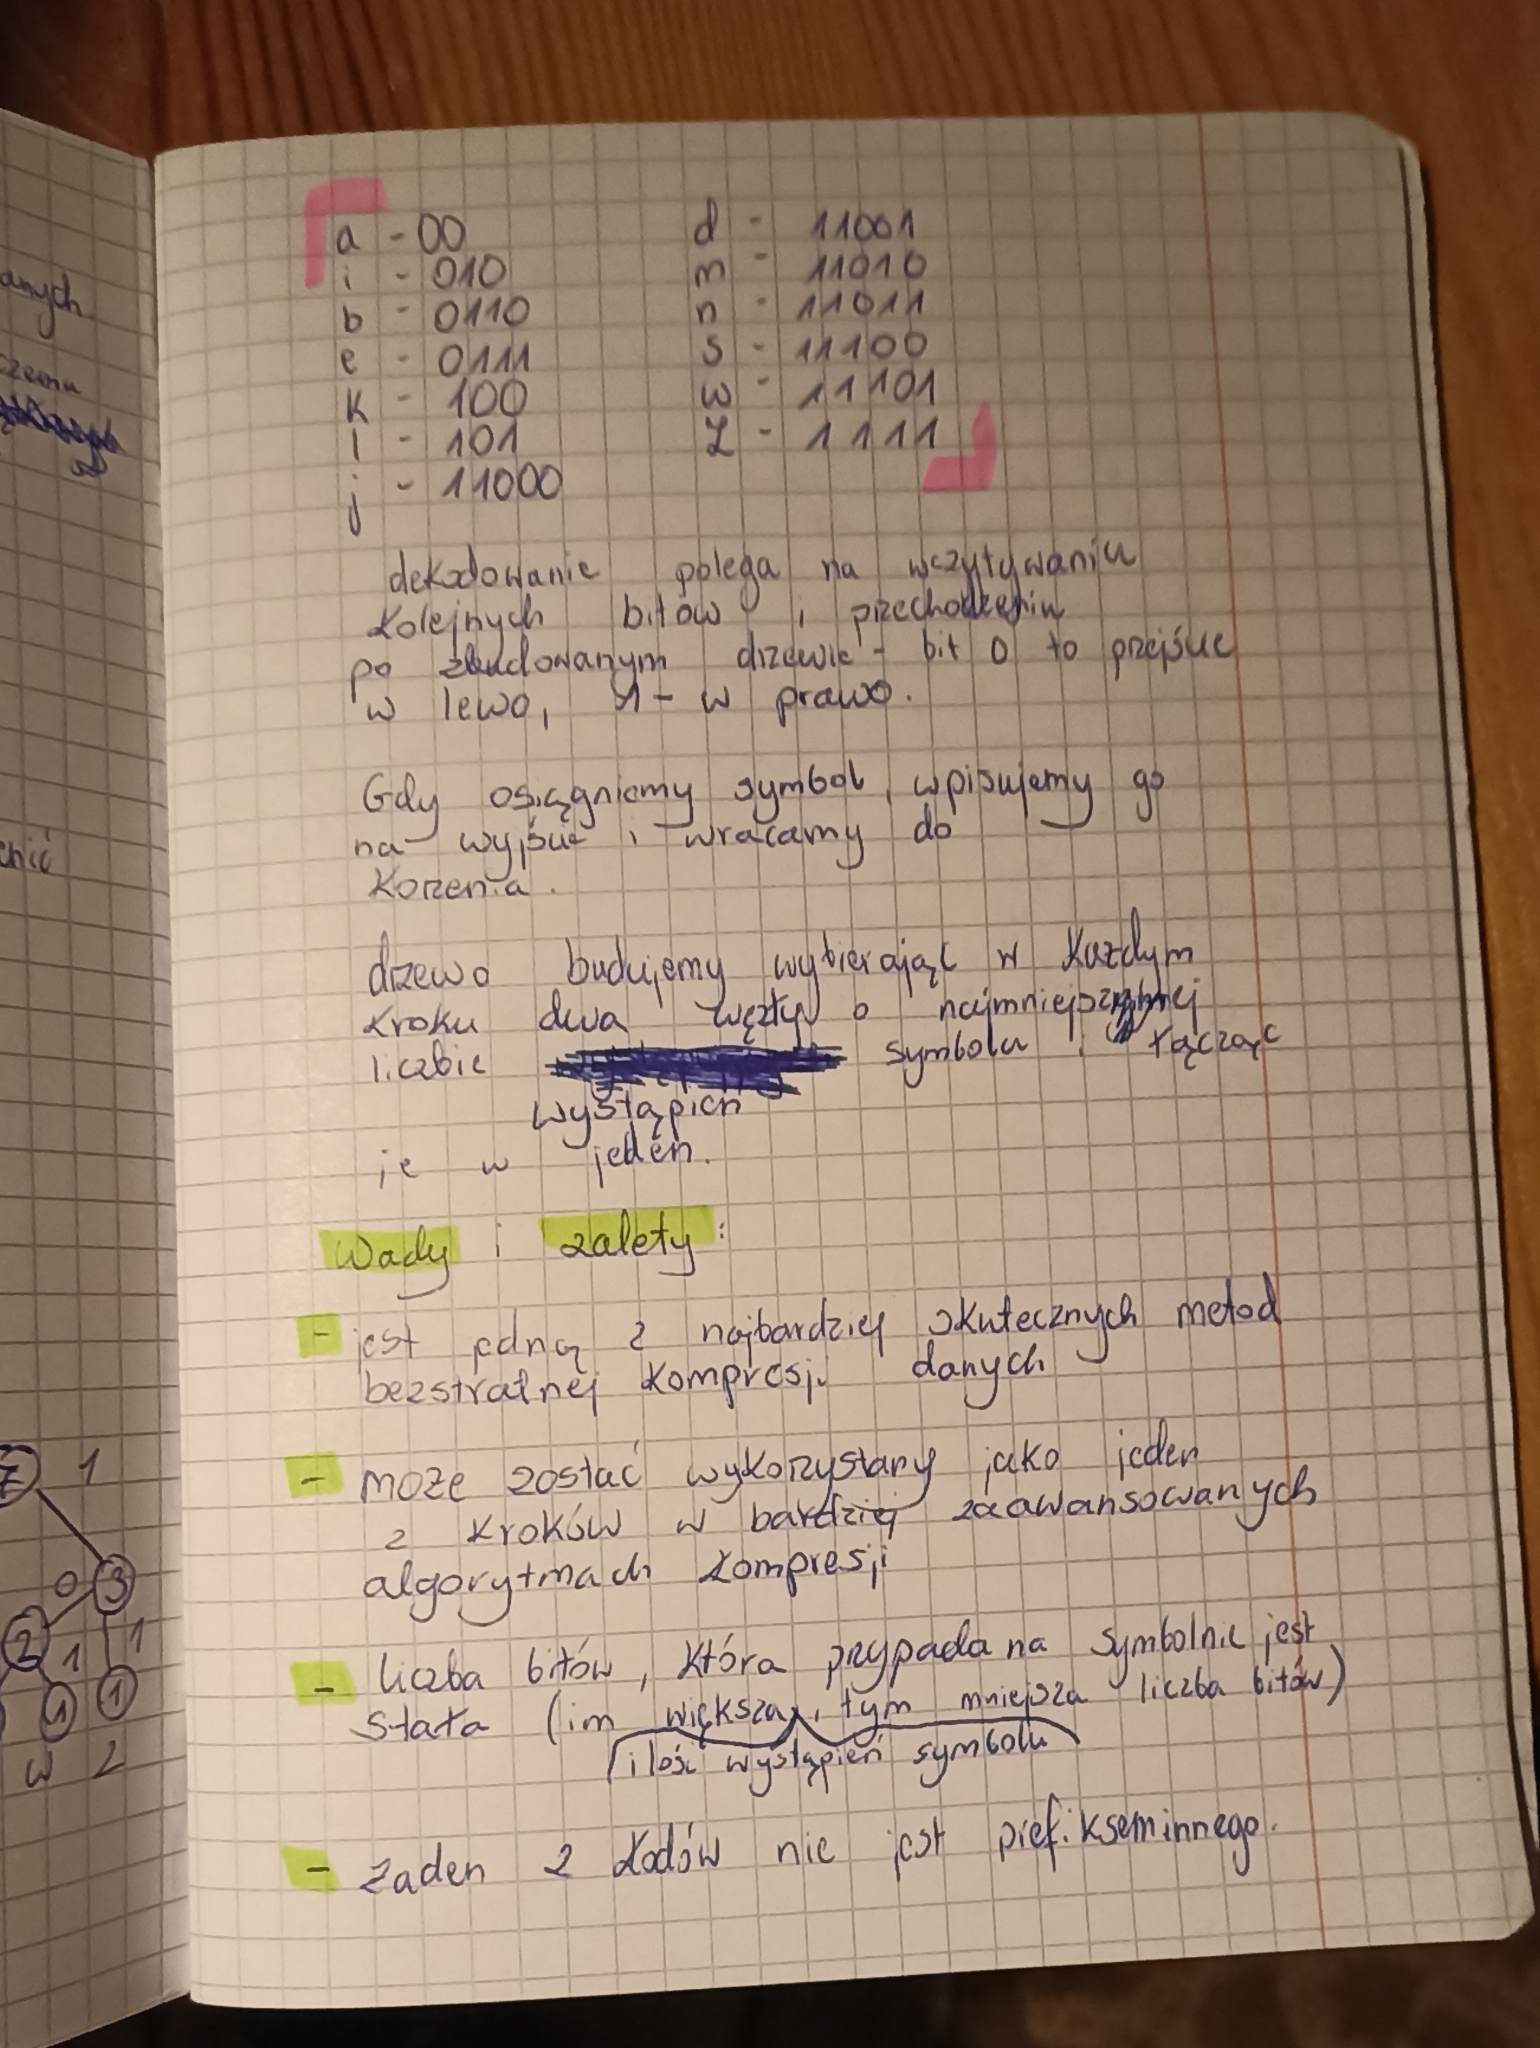 anych
czemu
chić
a - 00
i - 010
b - 0110
e - 0111
k - 100
l - 101
j - 11000
d - 11001
m - 11010
n - 11011
s - 11100
w - 11101
z - 1111
dekodowanie polega na wczytywaniu
kolejnych bitów i przechodzeniu
po zbudowanym drzewie - bit 0 to przejście
w lewo, 1 - w prawo.
Gdy osiągniemy symbol, wpisujemy go
na wyjście i wracamy do
korzenia.
drzewo budujemy wybierając w każdym
kroku dwa węzły o najmniejszej
liczbie symbolu i łącząc
wystąpień
je w jeden.
Wady i zalety:
- jest jedną z najbardziej skutecznych metod
bezstratnej kompresji danych
- może zostać wykorzystany jako jeden
z kroków w bardziej zaawansowanych
algorytmach kompresji
- liczba bitów, która przypada na symbol nie jest
stała (im większa, tym mniejsza liczba bitów)
ilość wystąpień symbolu
- żaden z kodów nie jest prefiksem innego.
7 1
0 3
2 1 1
1 1
w z